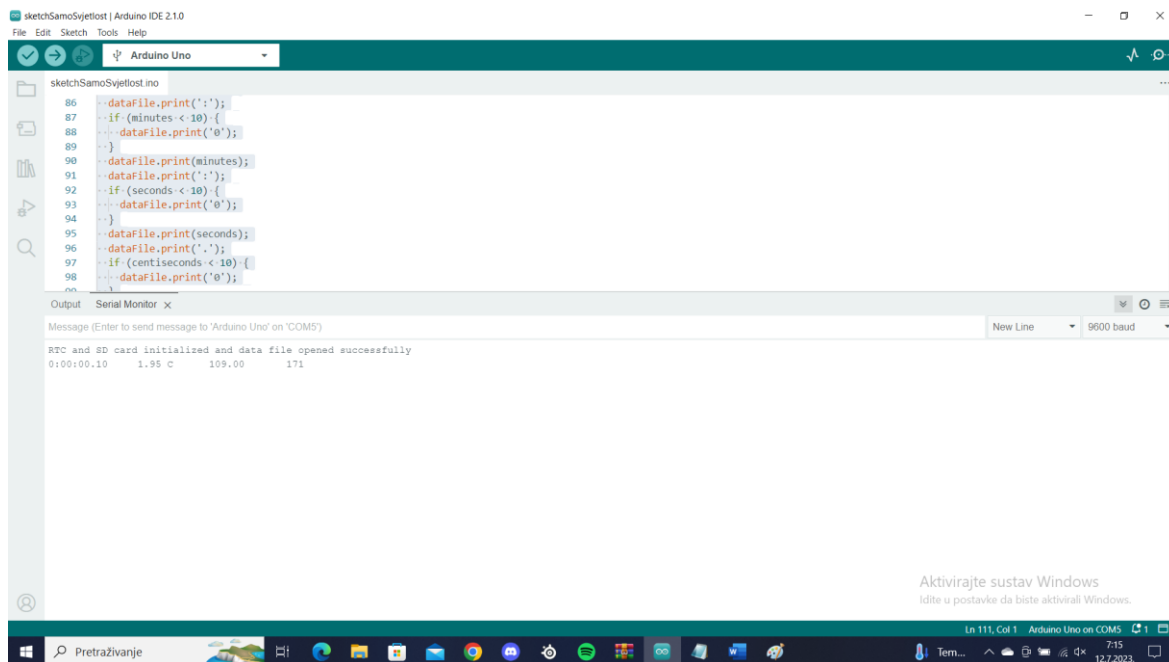 sketchSamoSvjetlost | Arduino IDE 2.1.0
File Edit Sketch Tools Help
Arduino Uno
sketchSamoSvjetlost.ino
86 dataFile.print(':');
87 if (minutes < 10) {
88 dataFile.print('0');
89 }
90 dataFile.print(minutes);
91 dataFile.print(':');
92 if (seconds < 10) {
93 dataFile.print('0');
94 }
95 dataFile.print(seconds);
96 dataFile.print('.');
97 if (centiseconds < 10) {
98 dataFile.print('0');
99 }
Output Serial Monitor
Message (Enter to send message to 'Arduino Uno' on 'COM5')
New Line 9600 baud
RTC and SD card initialized and data file opened successfully
0:00:00.10 1.95 C 109.00 171
Aktivirajte sustav Windows
Idite u postavke da biste aktivirali Windows.
Ln 111, Col 1 Arduino Uno on COM5 1
Pretraživanje
Tem...
7:15
12.7.2023.